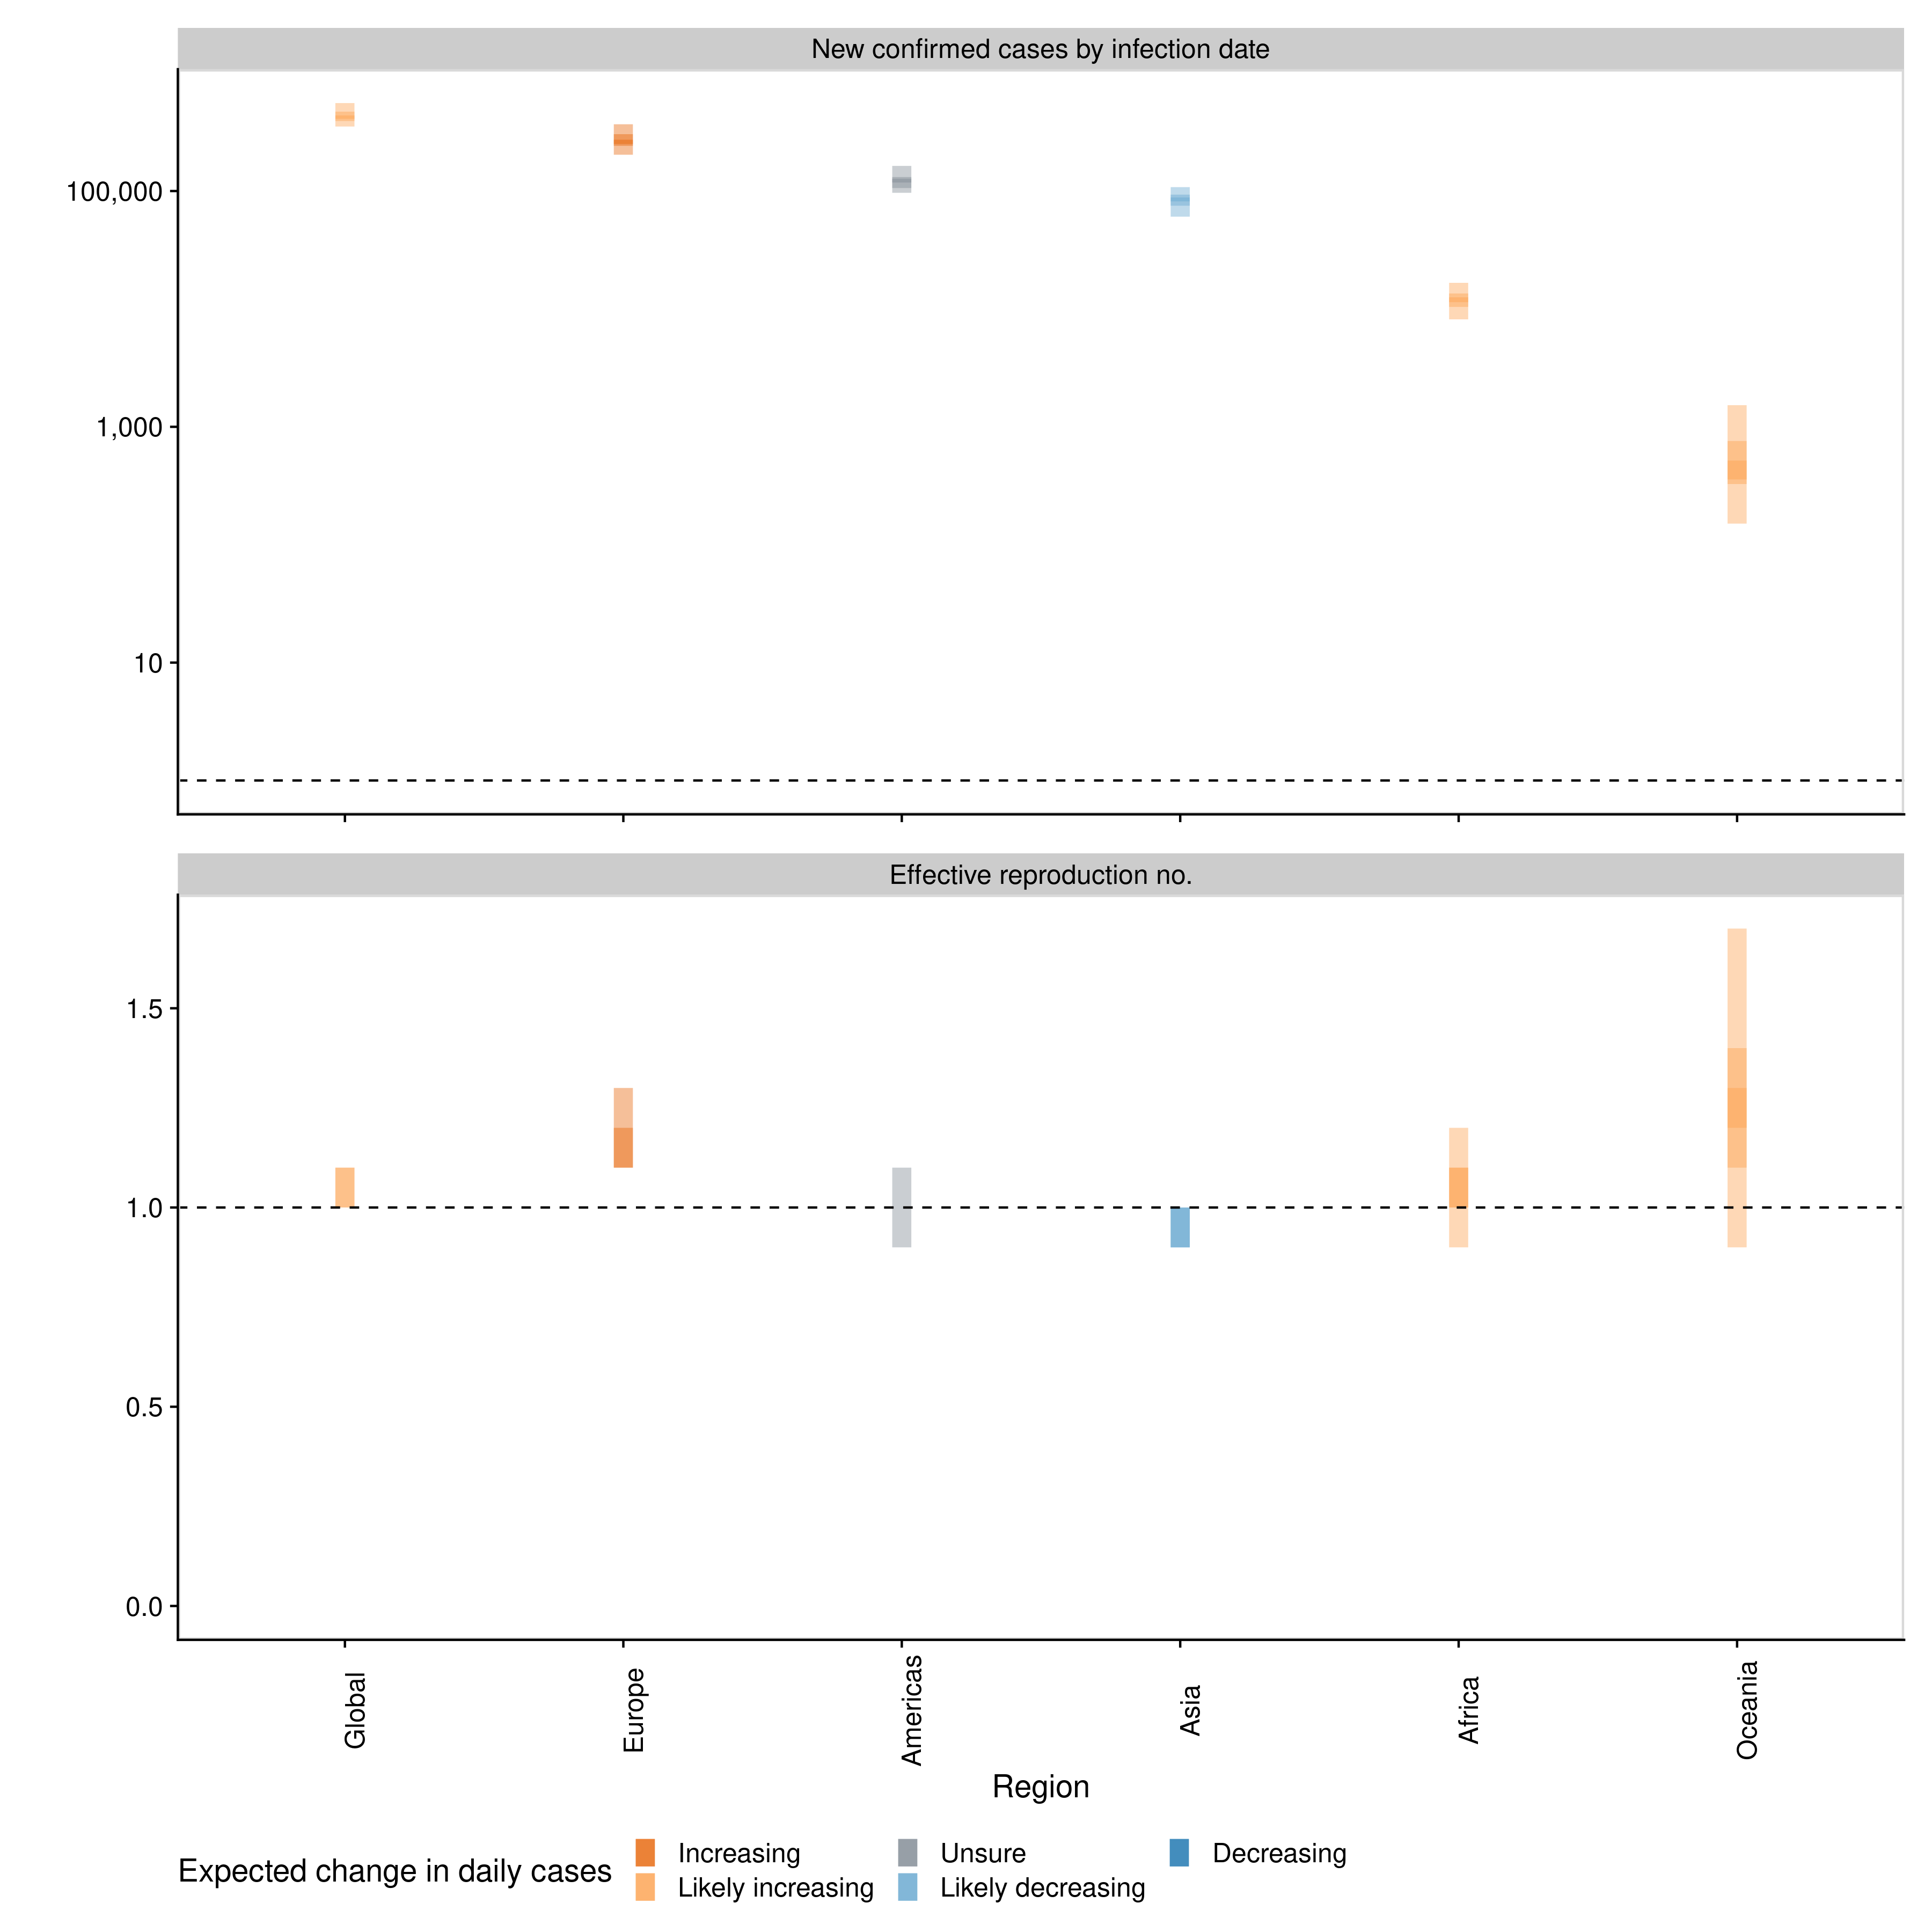 New confirmed cases by infection date
100,000
1,000
10
Effective reproduction no.
1.5
1.0
0.5
0.0
Global
Europe
Americas
Asia
Africa
Oceania
Region
Expected change in daily cases
Increasing
Likely increasing
Unsure
Likely decreasing
Decreasing